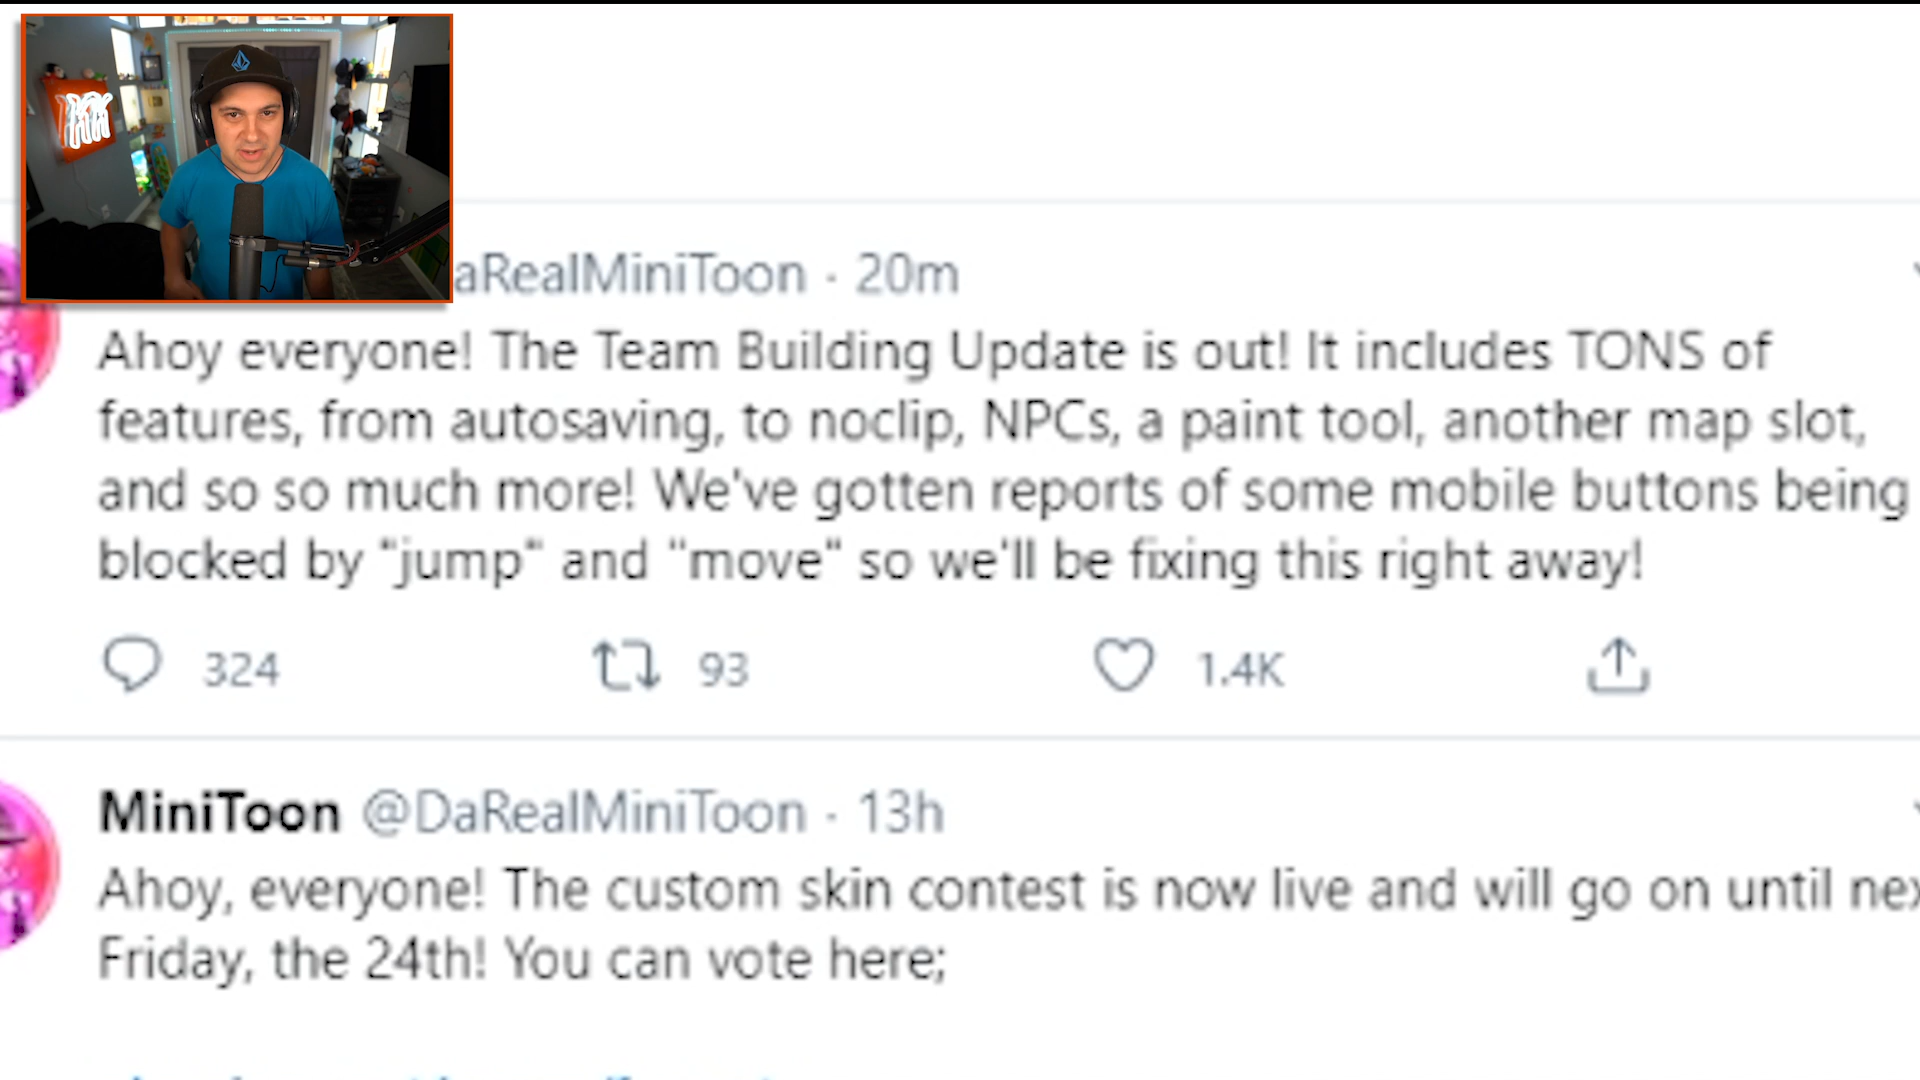 aRealMiniToon · 20m
Ahoy everyone! The Team Building Update is out! It includes TONS of
features, from autosaving, to noclip, NPCs, a paint tool, another map slot,
and so so much more! We've gotten reports of some mobile buttons being
blocked by "jump" and "move" so we'll be fixing this right away!
324 93 1.4K
MiniToon @DaRealMiniToon · 13h
Ahoy, everyone! The custom skin contest is now live and will go on until nex
Friday, the 24th! You can vote here;